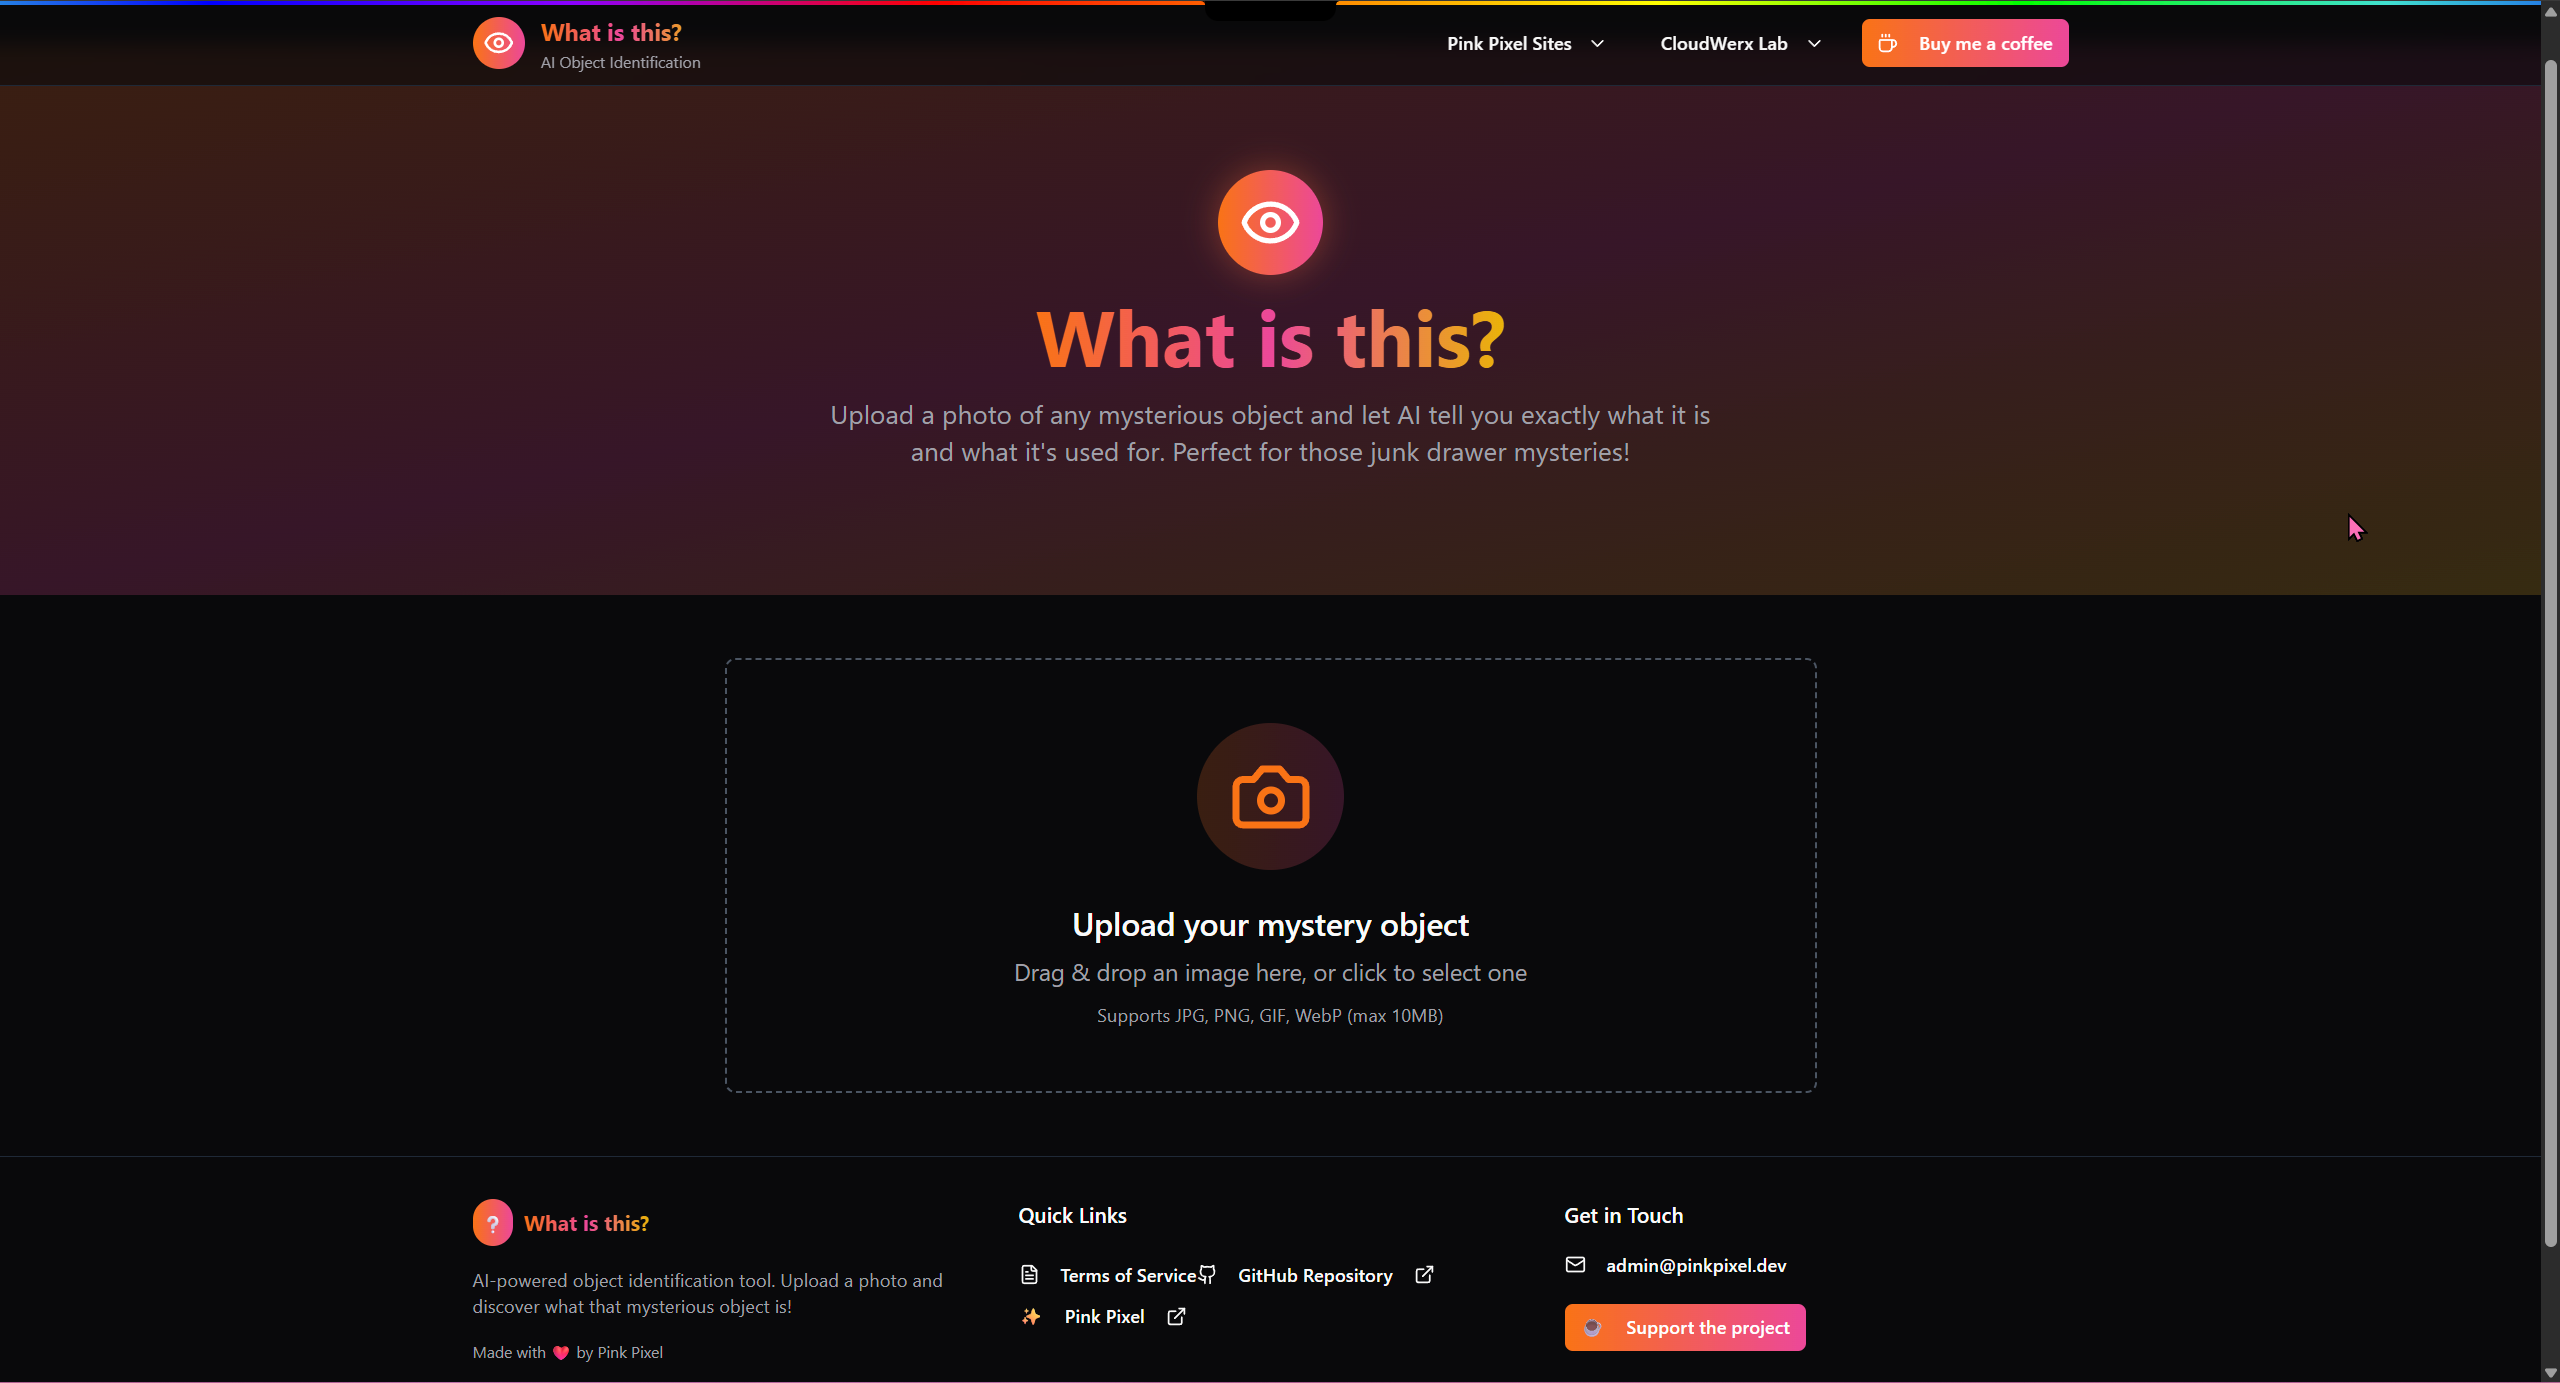 What is this?
AI Object Identification
Pink Pixel Sites
CloudWerx Lab
Buy me a coffee
What is this?
Upload a photo of any mysterious object and let AI tell you exactly what it is
and what it's used for. Perfect for those junk drawer mysteries!
Upload your mystery object
Drag & drop an image here, or click to select one
Supports JPG, PNG, GIF, WebP (max 10MB)
? What is this?
AI-powered object identification tool. Upload a photo and
discover what that mysterious object is!
Made with ❤️ by Pink Pixel
Quick Links
Terms of Service
GitHub Repository
✨ Pink Pixel
Get in Touch
admin@pinkpixel.dev
Support the project